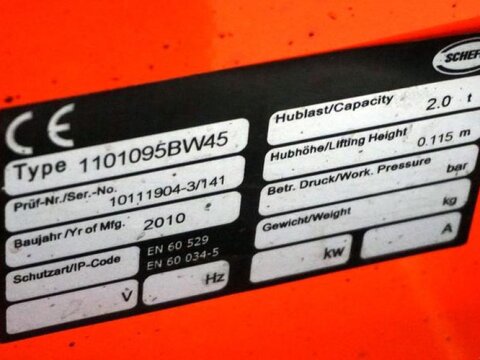 CE
SCHEF
Type 1101095BW45
Prüf-Nr./Ser.-No. 10111904-3/141
Baujahr /Yr of Mfg. 2010
Schutzart/IP-Code EN 60 529
EN 60 034-5
V Hz
Hublast/Capacity 2.0 t
Hubhöhe/Lifting Height 0.115 m
Betr. Druck/Work. Pressure bar
Gewicht/Weight kg
kw A